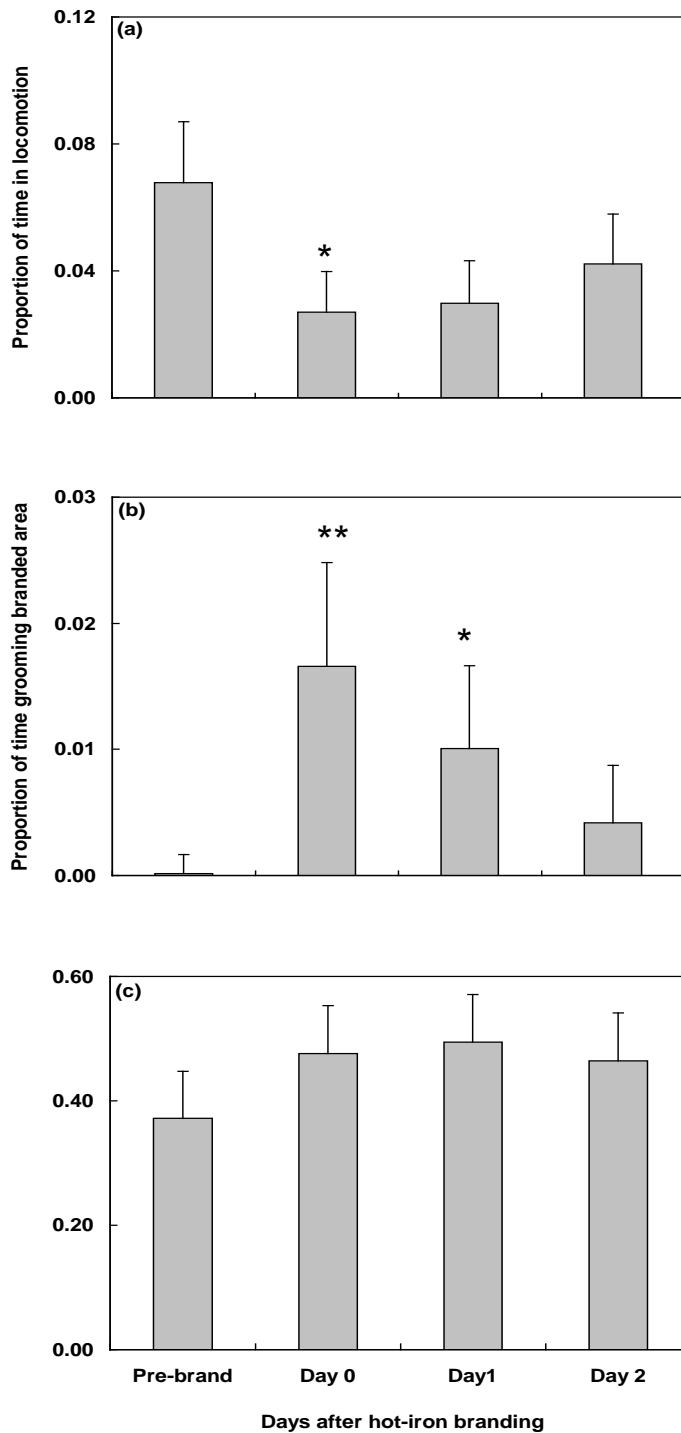 (a)
Proportion of time in locomotion
0.12
0.08
0.04
0.00
*
(b)
Proportion of time grooming branded area
0.03
0.02
0.01
0.00
**
*
(c)
0.60
0.40
0.20
0.00
Pre-brand Day 0 Day1 Day 2
Days after hot-iron branding